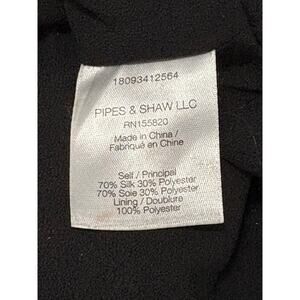 18093412564
PIPES & SHAW LLC
RN155820
Made in China /
Fabriqué en Chine
Self / Principal
70% Silk 30% Polyester
70% Soie 30% Polyester
Lining / Doublure
100% Polyester